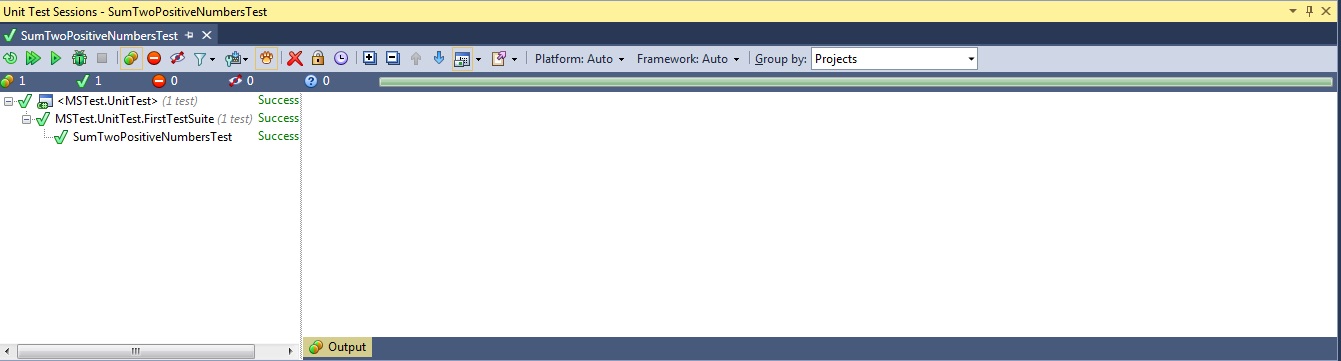 Unit Test Sessions - SumTwoPositiveNumbersTest
SumTwoPositiveNumbersTest
Platform: Auto Framework: Auto Group by: Projects
1 1 0 0 0
<MSTest.UnitTest> (1 test) Success
MSTest.UnitTest.FirstTestSuite (1 test) Success
SumTwoPositiveNumbersTest Success
Output